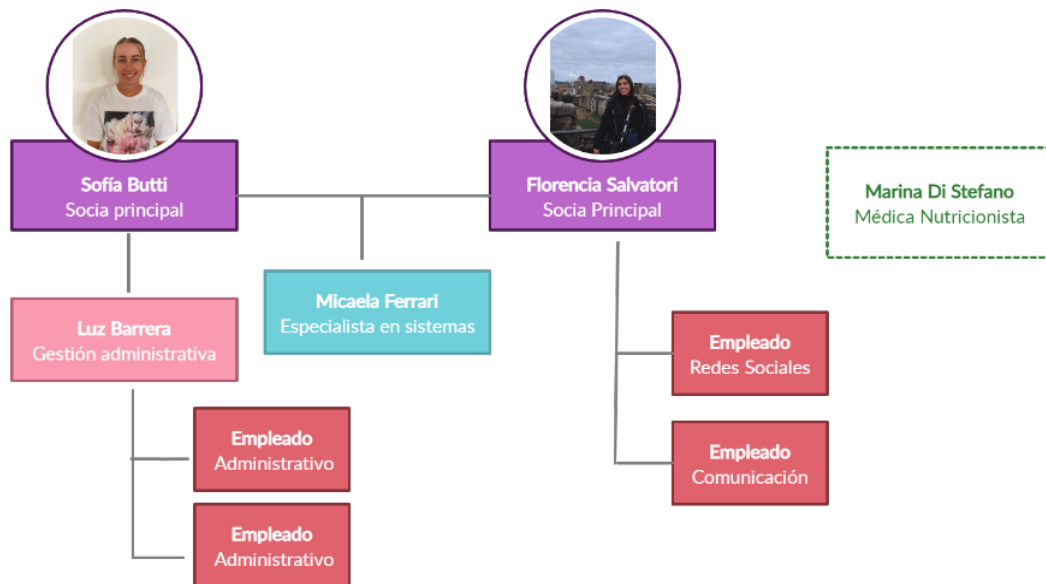 Sofía Butti
Socia principal
Florencia Salvatori
Socia Principal
Marina Di Stefano
Médica Nutricionista
Micaela Ferrari
Especialista en sistemas
Luz Barrera
Gestión administrativa
Empleado
Redes Sociales
Empleado
Administrativo
Empleado
Comunicación
Empleado
Administrativo